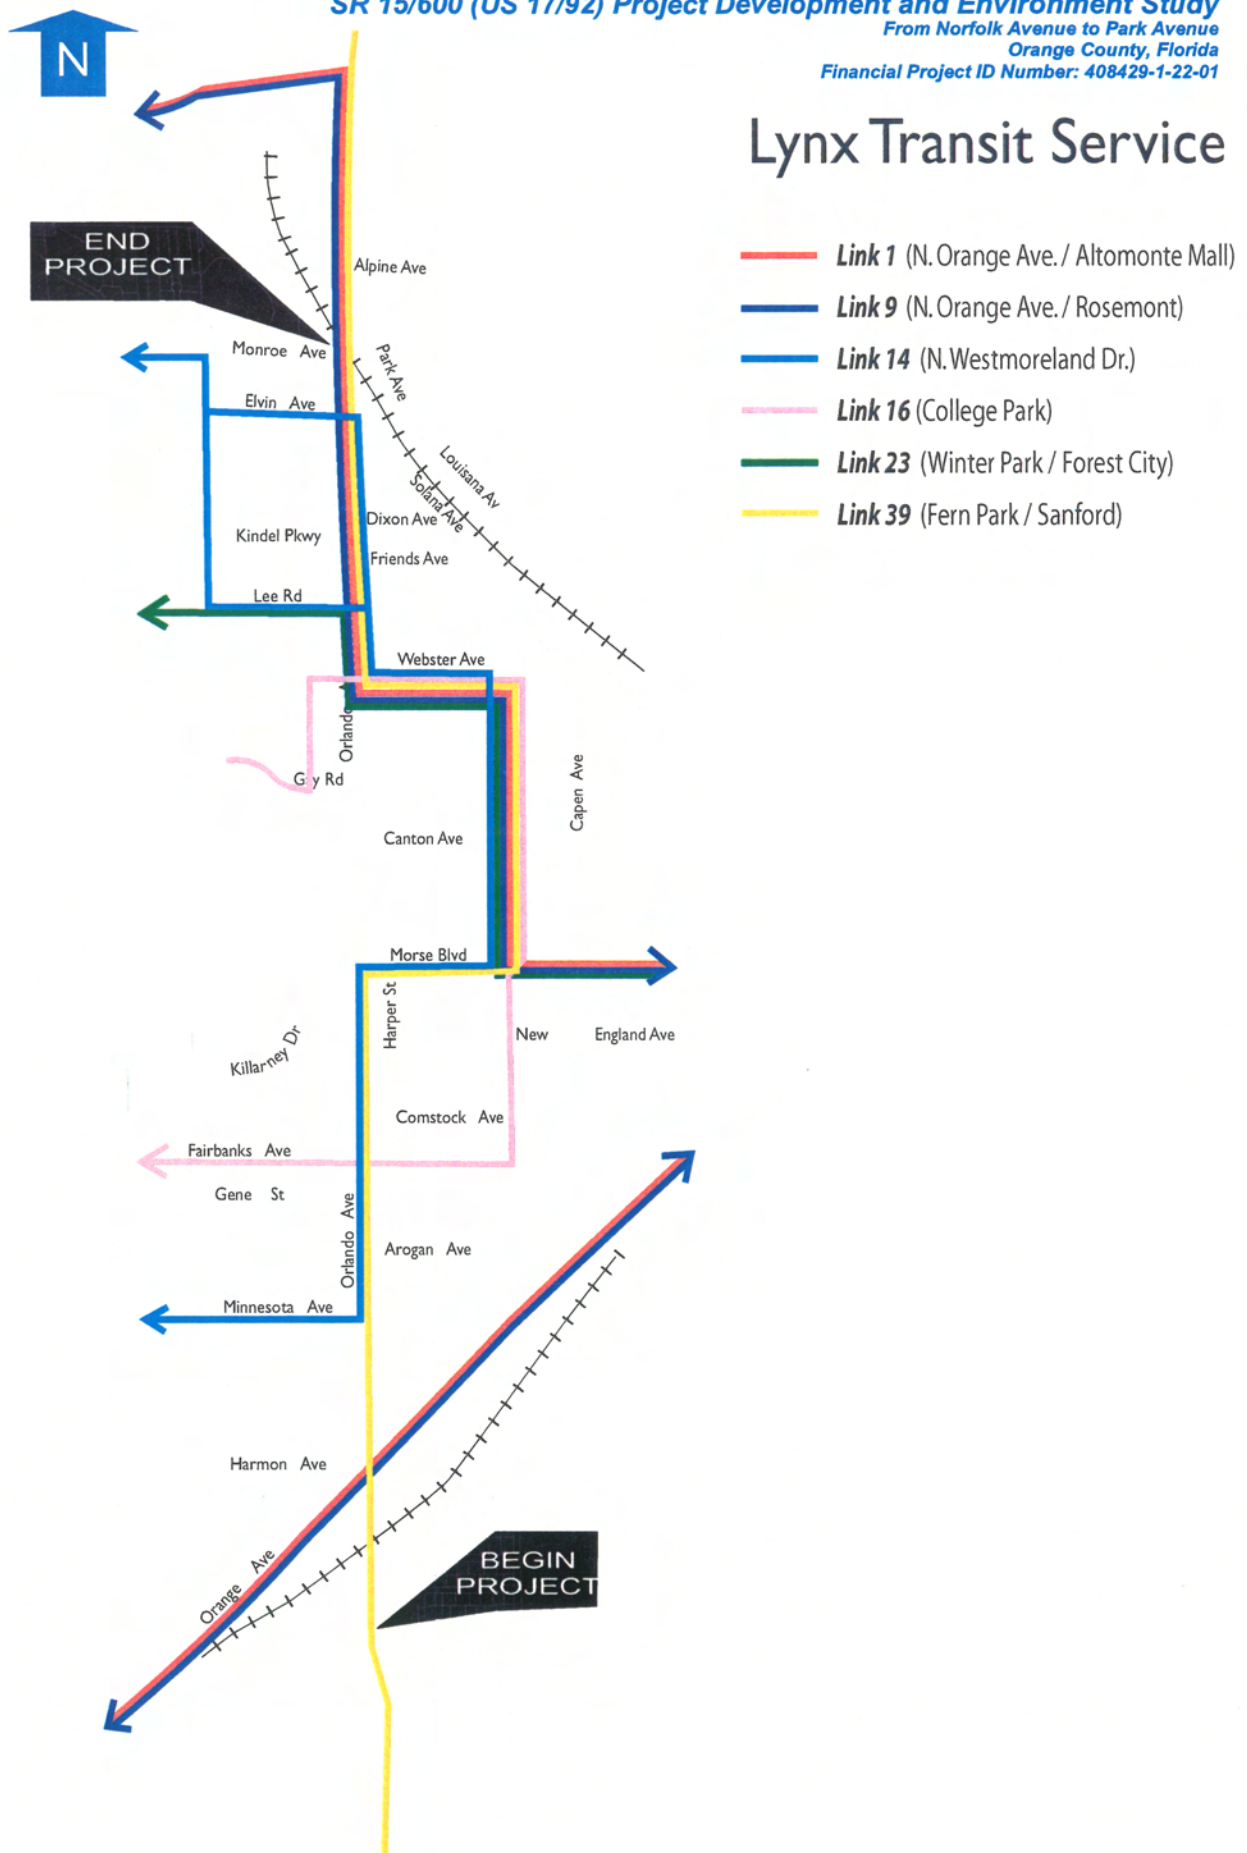 SR 15/600 (US 17/92) Project Development and Environment Study
From Norfolk Avenue to Park Avenue
Orange County, Florida
Financial Project ID Number: 408429-1-22-01
N
Lynx Transit Service
END
PROJECT
Link 1 (N. Orange Ave. / Altomonte Mall)
Link 9 (N. Orange Ave. / Rosemont)
Link 14 (N. Westmoreland Dr.)
Link 16 (College Park)
Link 23 (Winter Park / Forest City)
Link 39 (Fern Park / Sanford)
Alpine Ave
Monroe Ave
Park Ave
Elvin Ave
Louisana Av
Solana Ave
Dixon Ave
Kindel Pkwy
Friends Ave
Lee Rd
Webster Ave
Orlando
Gay Rd
Capen Ave
Canton Ave
Morse Blvd
Harper St
New England Ave
Killarney Dr
Comstock Ave
Fairbanks Ave
Gene St
Orlando Ave
Arogan Ave
Minnesota Ave
Harmon Ave
Orange Ave
BEGIN
PROJECT